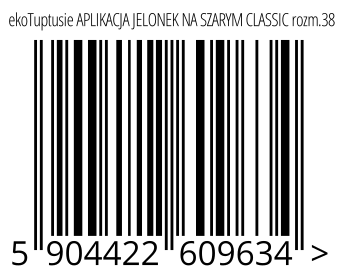 ekoTuptusie APLIKACJA JELONEK NA SZARYM CLASSIC rozm.38
5 904422 609634 >